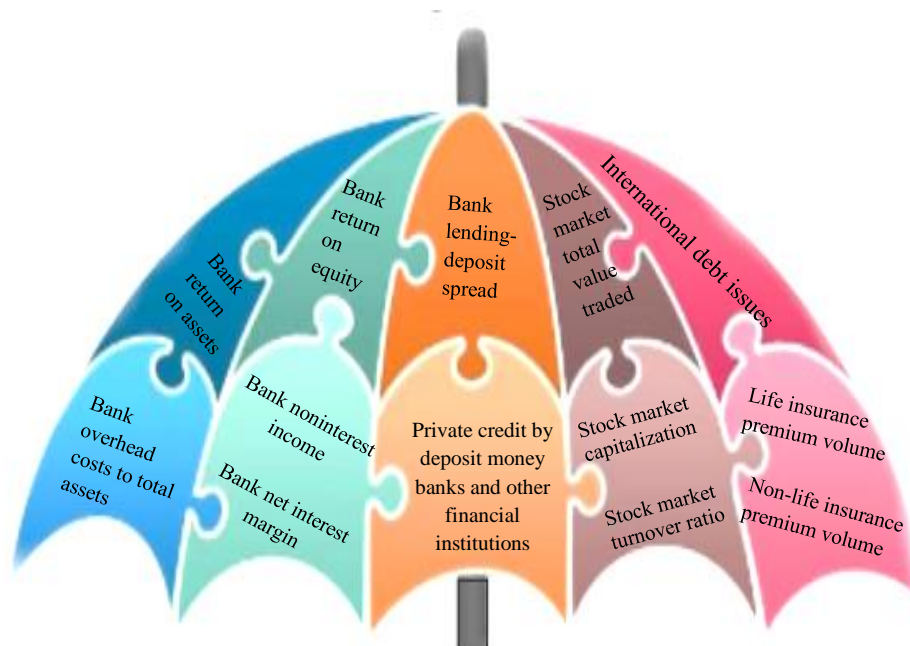 Bank
return
on assets
Bank
return
on
equity
Bank
lending-
deposit
spread
Stock
market
total
value
traded
International debt issues
Bank
overhead
costs to total
assets
Bank noninterest
income
Bank net interest
margin
Private credit by
deposit money
banks and other
financial
institutions
Stock market
capitalization
Stock market
turnover ratio
Life insurance
premium volume
Non-life insurance
premium volume